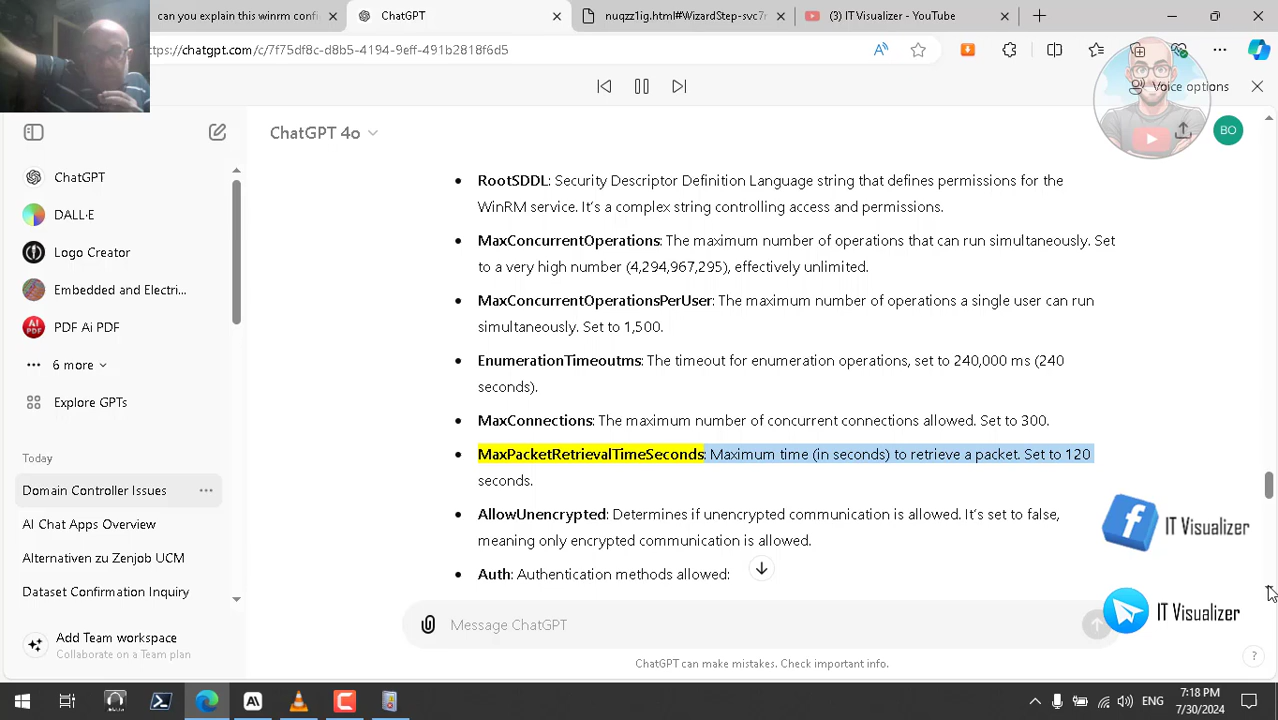 can you explain this winrm confi
ChatGPT
nuqzz1ig.html#WizardStep-svc7
(3) IT Visualizer - YouTube
ttps://chatgpt.com/c/7f75df8c-d8b5-4194-9eff-491b2818f6d5
Voice options
ChatGPT 4o
BO
ChatGPT
DALL·E
Logo Creator
Embedded and Electri...
PDF Ai PDF
6 more
Explore GPTs
Today
Domain Controller Issues
AI Chat Apps Overview
Alternativen zu Zenjob UCM
Dataset Confirmation Inquiry
Add Team workspace
Collaborate on a Team plan
RootSDDL: Security Descriptor Definition Language string that defines permissions for the
WinRM service. It's a complex string controlling access and permissions.
MaxConcurrentOperations: The maximum number of operations that can run simultaneously. Set
to a very high number (4,294,967,295), effectively unlimited.
MaxConcurrentOperationsPerUser: The maximum number of operations a single user can run
simultaneously. Set to 1,500.
EnumerationTimeoutms: The timeout for enumeration operations, set to 240,000 ms (240
seconds).
MaxConnections: The maximum number of concurrent connections allowed. Set to 300.
MaxPacketRetrievalTimeSeconds: Maximum time (in seconds) to retrieve a packet. Set to 120
seconds.
AllowUnencrypted: Determines if unencrypted communication is allowed. It's set to false,
meaning only encrypted communication is allowed.
Auth: Authentication methods allowed:
IT Visualizer
IT Visualizer
Message ChatGPT
ChatGPT can make mistakes. Check important info.
?
ENG
7:18 PM
7/30/2024